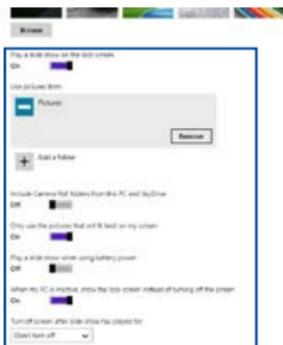 Browse
Play a slide show on the lock screen
On
Use pictures from
Pictures
Remove
Add a folder
Include Camera Roll folders from this PC and SkyDrive
Off
Only use the pictures that will fit best on my screen
On
Play a slide show when using battery power
Off
When my PC is inactive, show the lock screen instead of turning off the screen
On
Turn off screen after slide show has played for
Don't turn off